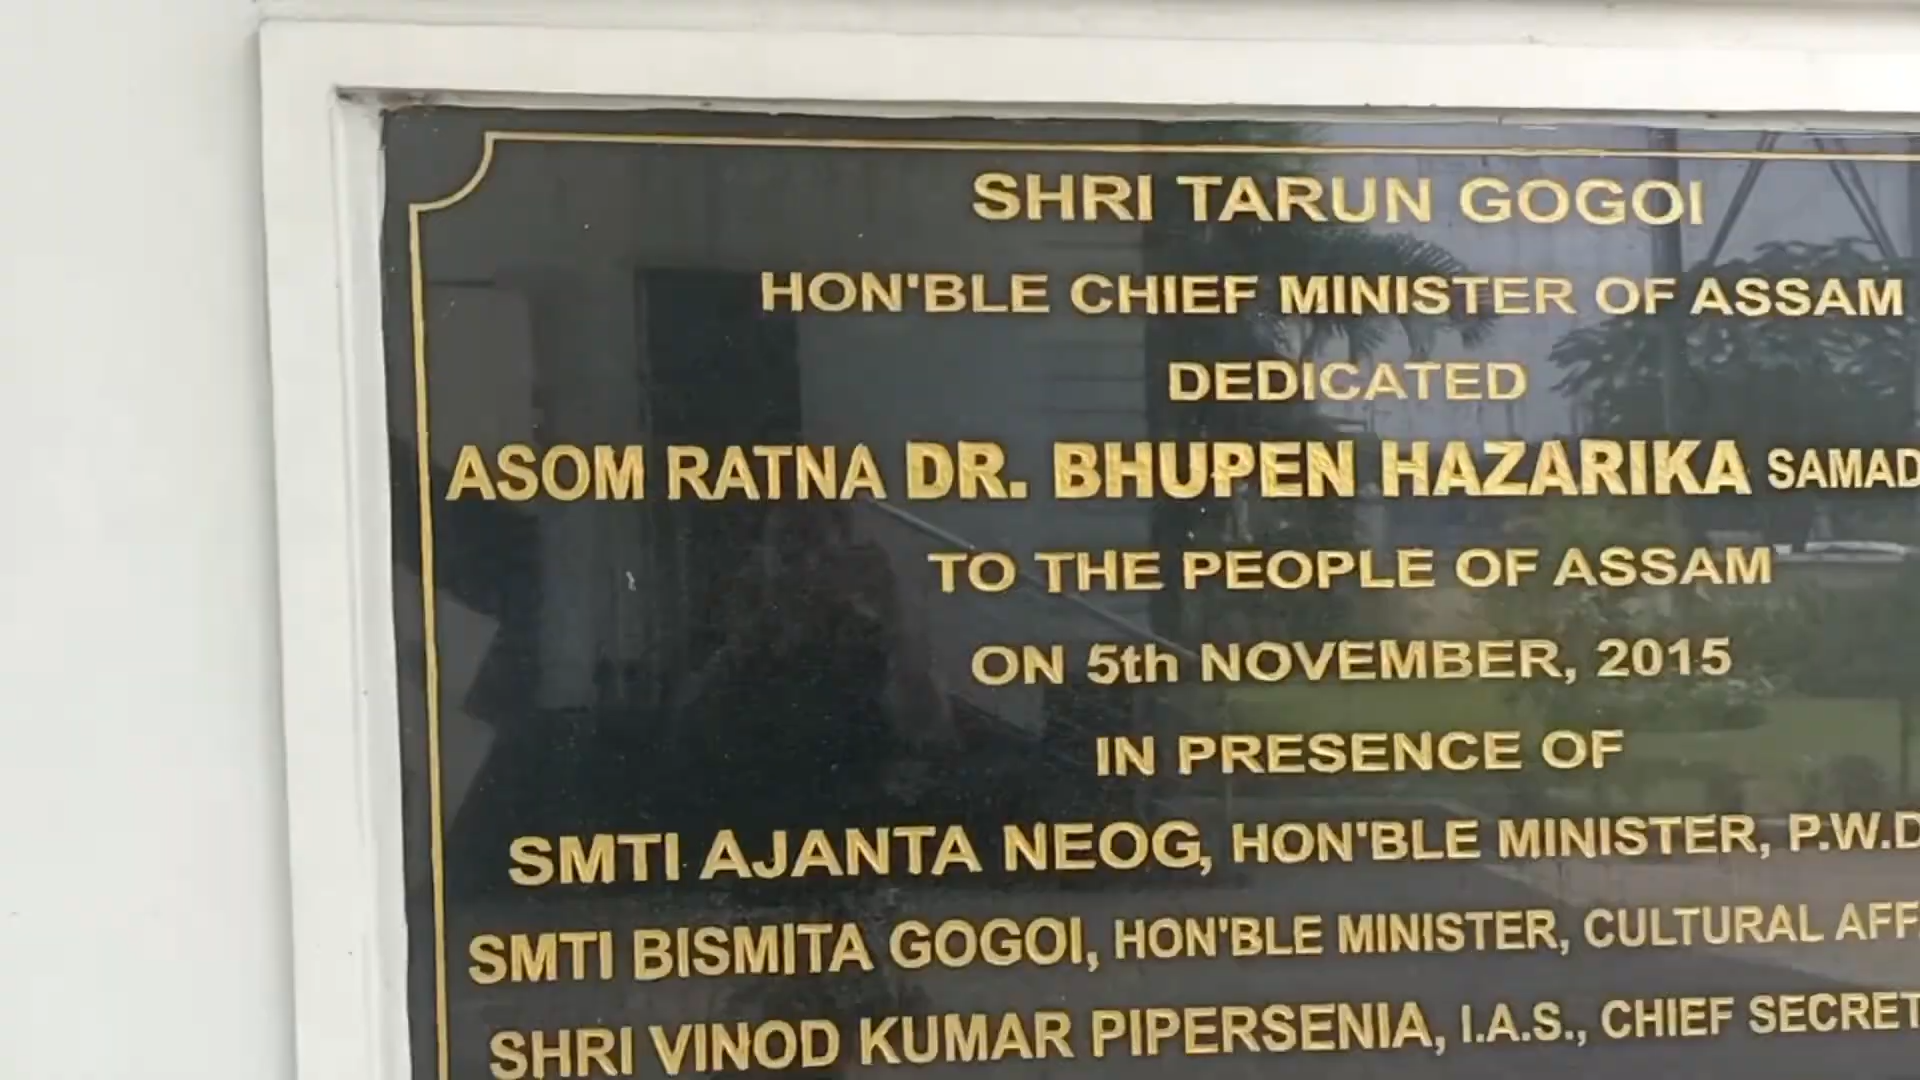 SHRI TARUN GOGOI
HON'BLE CHIEF MINISTER OF ASSAM
DEDICATED
ASOM RATNA DR. BHUPEN HAZARIKA SAMAD
TO THE PEOPLE OF ASSAM
ON 5th NOVEMBER, 2015
IN PRESENCE OF
SMTI AJANTA NEOG, HON'BLE MINISTER, P.W.D
SMTI BISMITA GOGOI, HON'BLE MINISTER, CULTURAL AFF
SHRI VINOD KUMAR PIPERSENIA, I.A.S., CHIEF SECRET